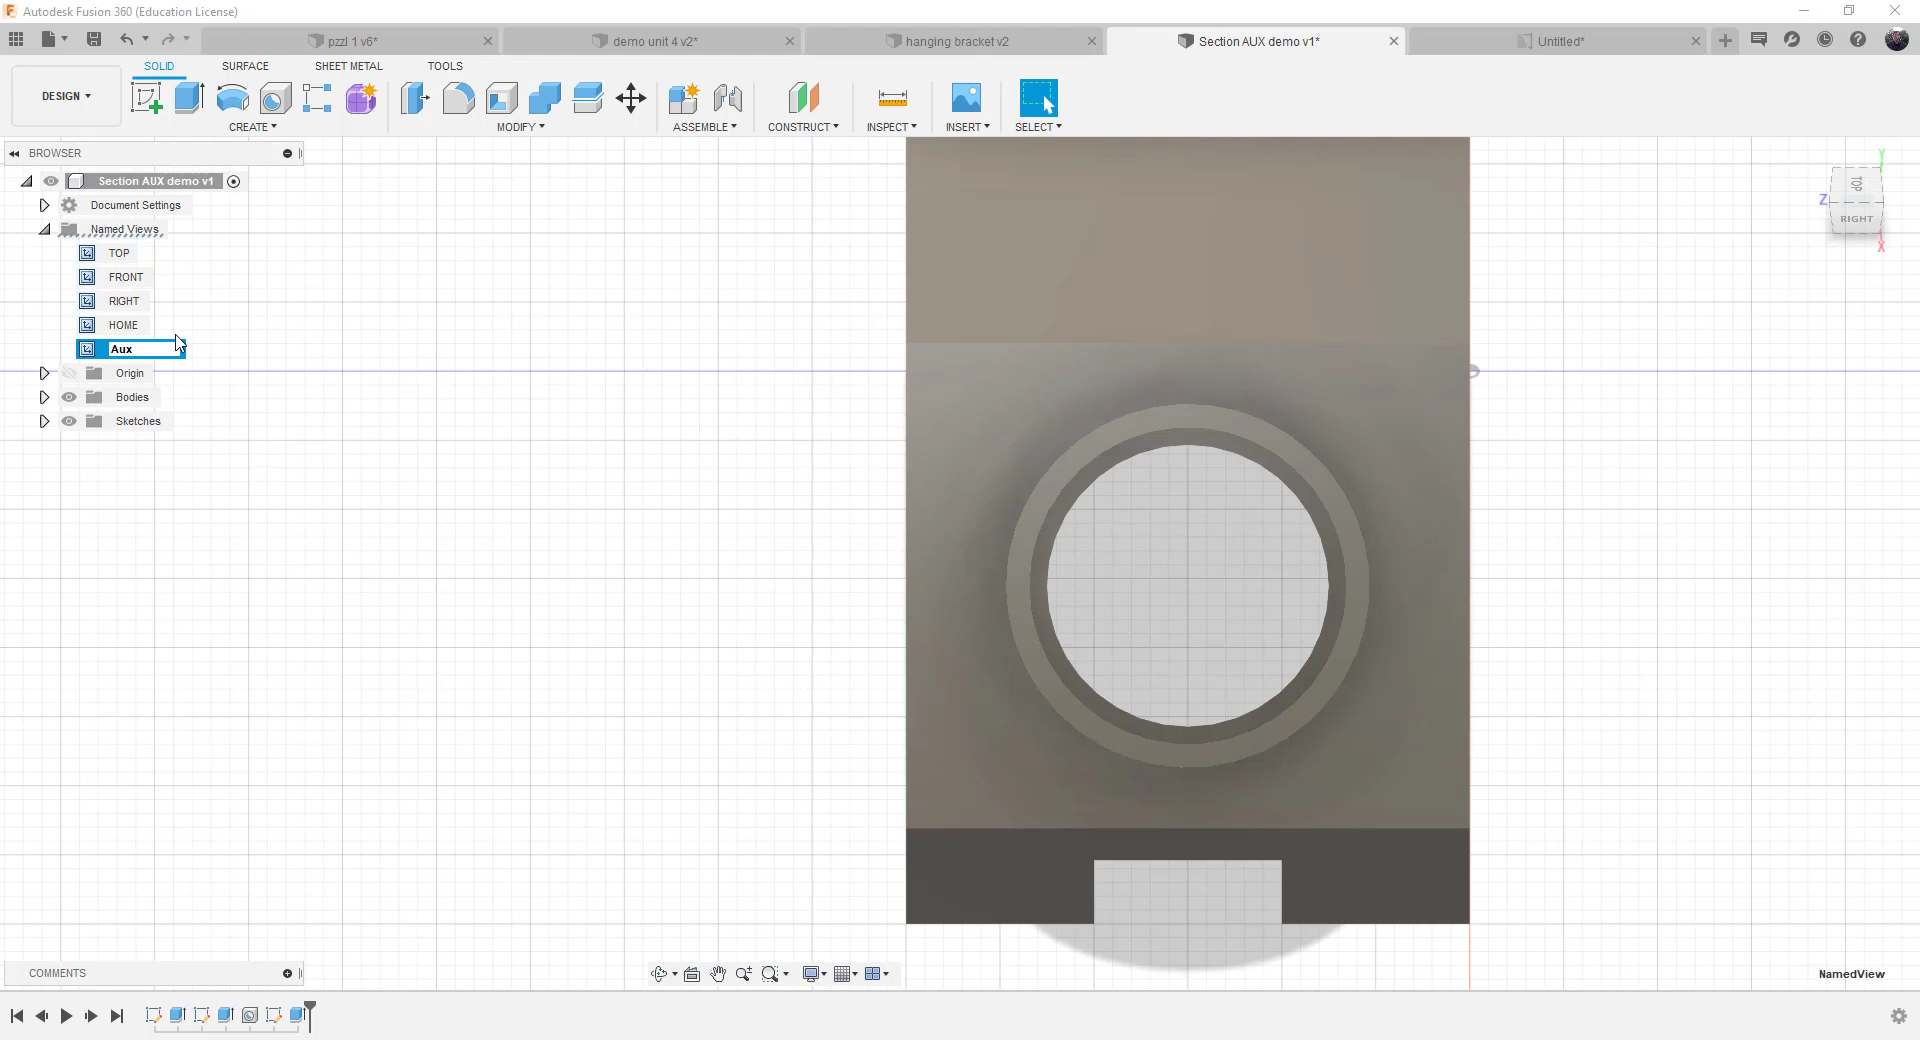 Autodesk Fusion 360 (Education License)
pzzl 1 v6*
demo unit 4 v2*
hanging bracket v2
Section AUX demo v1*
Untitled*
DESIGN
SOLID
SURFACE
SHEET METAL
TOOLS
CREATE
MODIFY
ASSEMBLE
CONSTRUCT
INSPECT
INSERT
SELECT
BROWSER
Section AUX demo v1
Document Settings
Named Views
TOP
FRONT
RIGHT
HOME
Aux
Origin
Bodies
Sketches
Y
TOP
Z
RIGHT
X
COMMENTS
NamedView